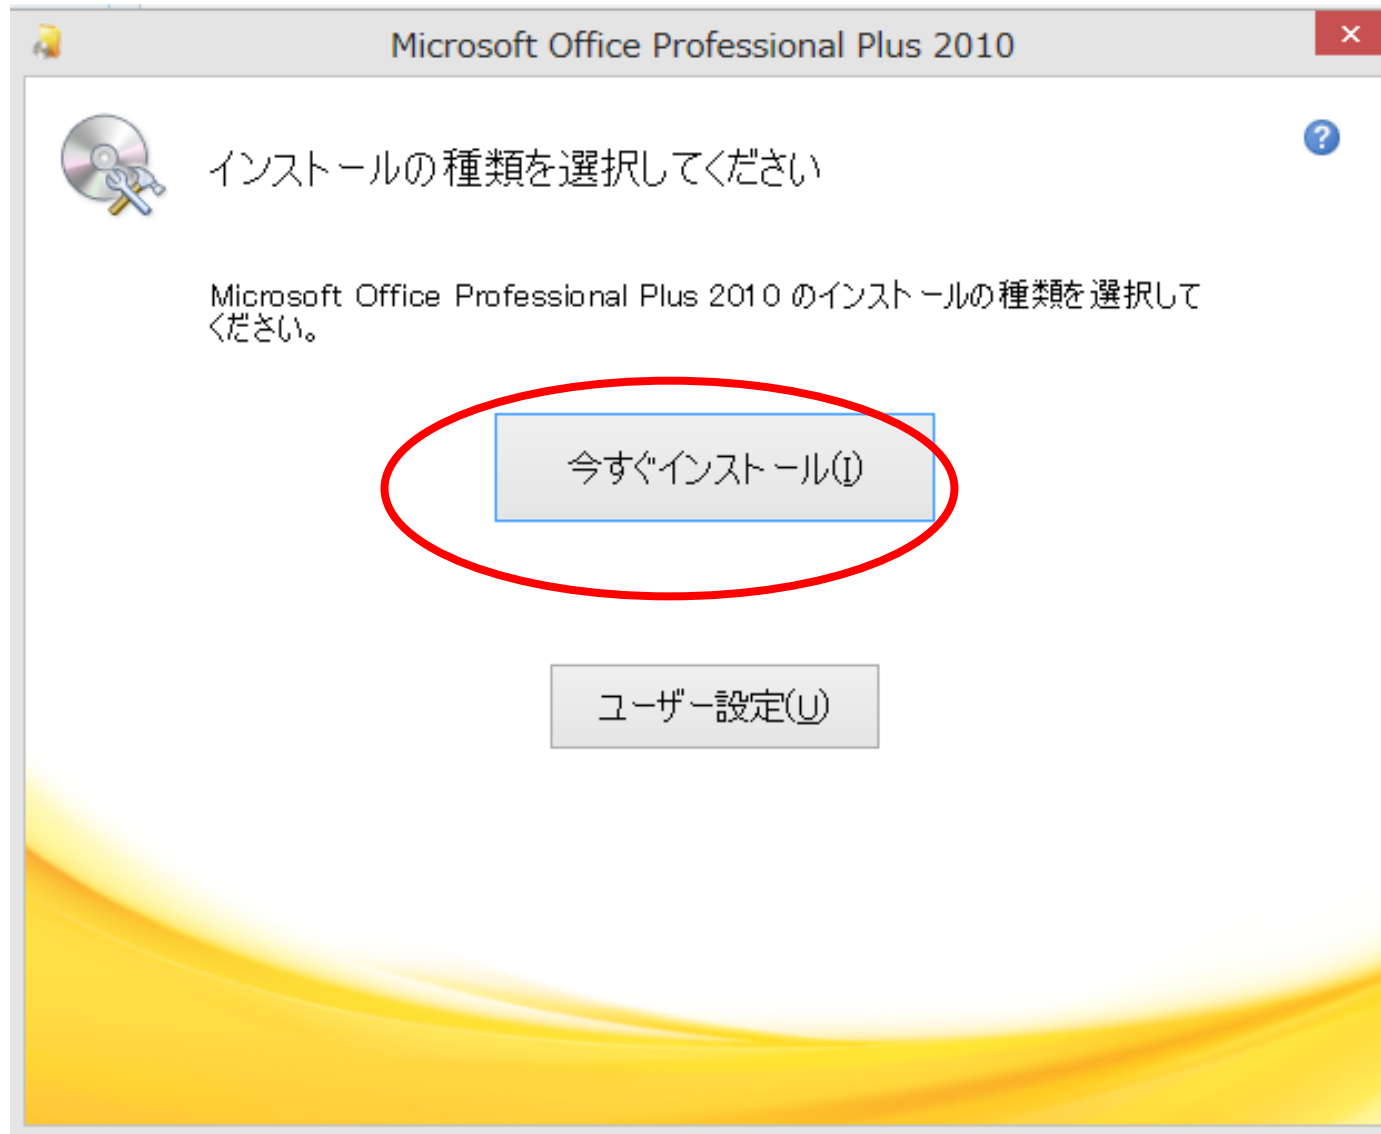 Microsoft Office Professional Plus 2010
インストールの種類を選択してください
Microsoft Office Professional Plus 2010 のインストールの種類を選択して
ください。
今すぐインストール(I)
ユーザー設定(U)